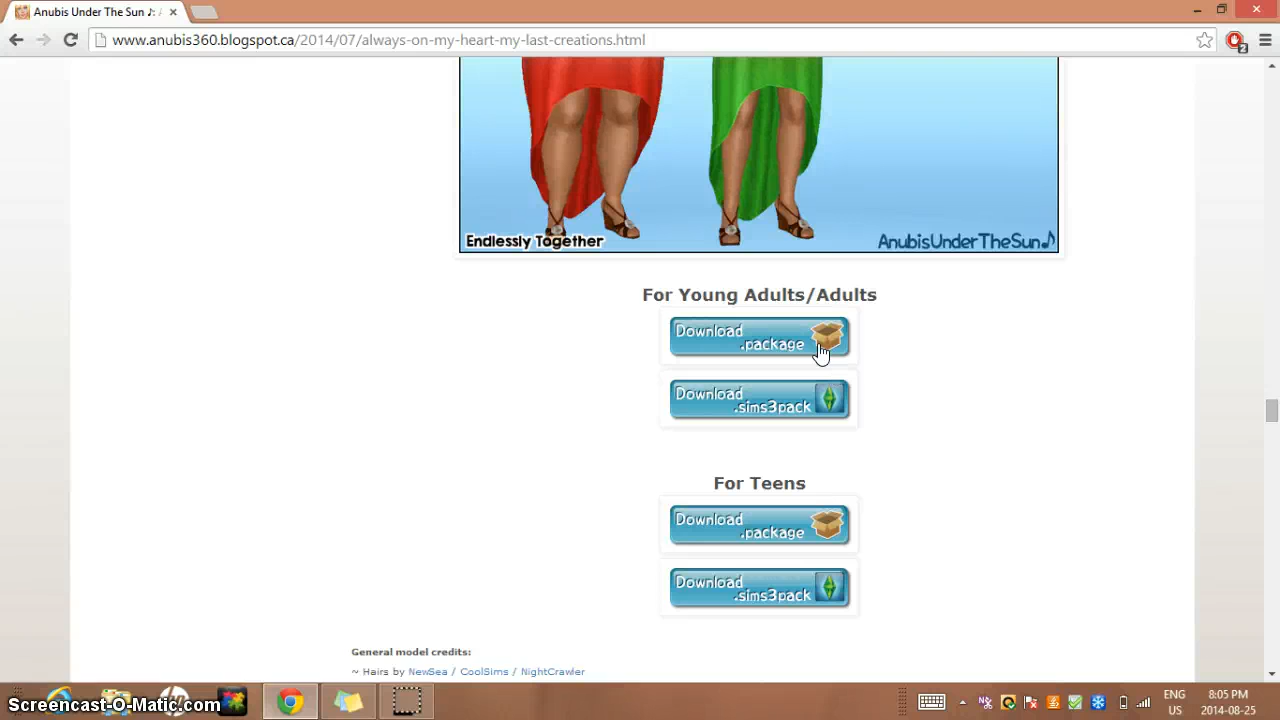 Anubis Under The Sun ♪: A
www.anubis360.blogspot.ca/2014/07/always-on-my-heart-my-last-creations.html
2
Endlessly Together
AnubisUnderTheSun♪
For Young Adults/Adults
Download
.package
Download
.sims3pack
For Teens
Download
.package
Download
.sims3pack
General model credits:
~ Hairs by NewSea / CoolSims / NightCrawler
Screencast-O-Matic.com
ENG
US
8:05 PM
2014-08-25